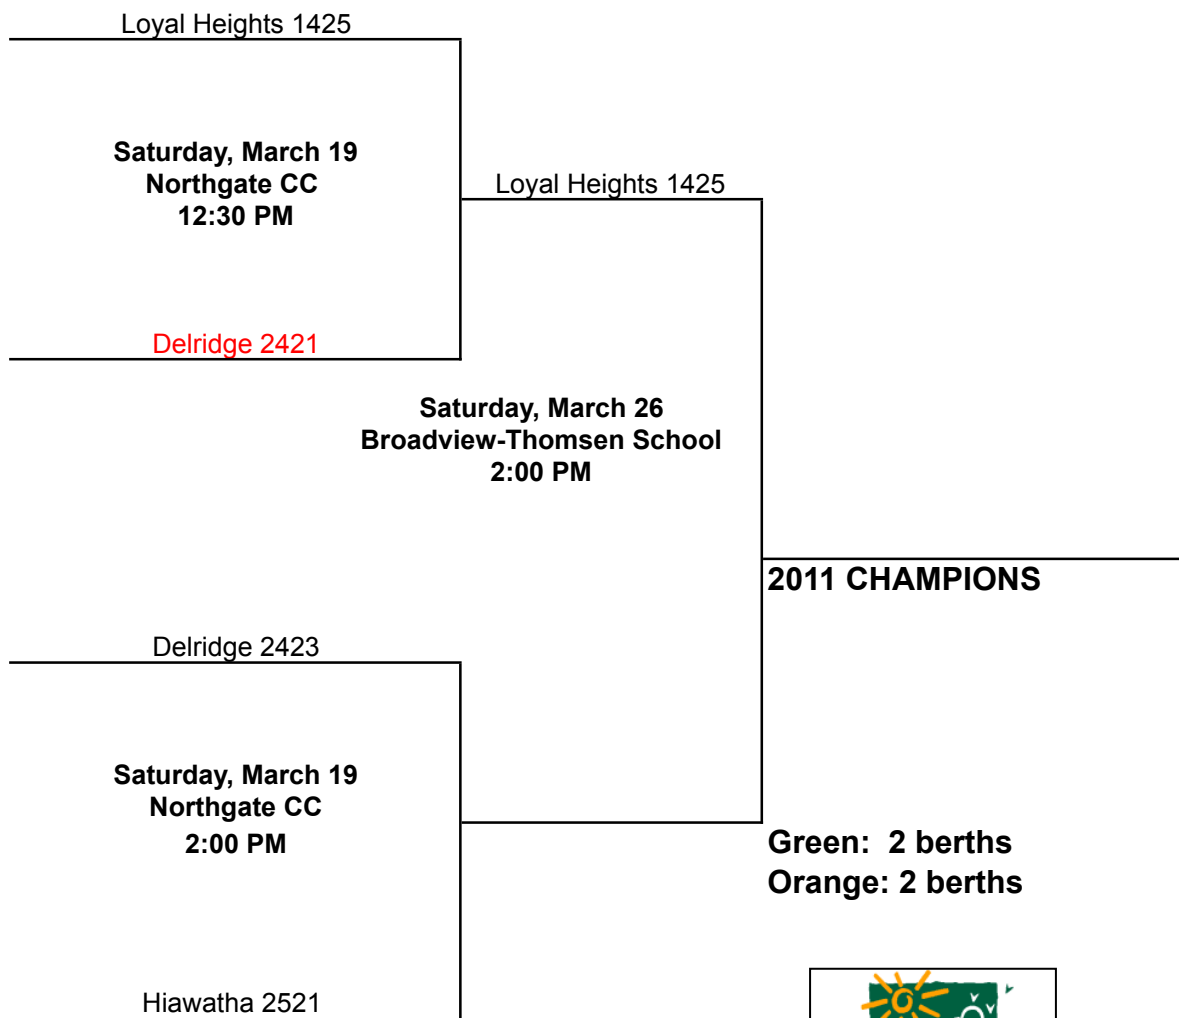 Loyal Heights 1425
Saturday, March 19
Northgate CC
12:30 PM
Loyal Heights 1425
Delridge 2421
Saturday, March 26
Broadview-Thomsen School
2:00 PM
2011 CHAMPIONS
Delridge 2423
Saturday, March 19
Northgate CC
2:00 PM
Green:  2 berths
Orange: 2 berths
Hiawatha 2521